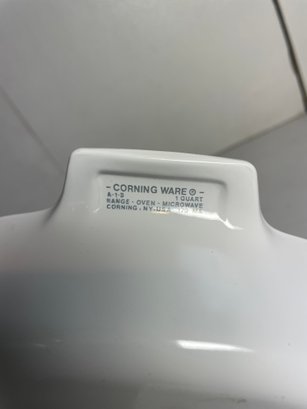 - CORNING WARE ® -
A-1-B 1 QUART
RANGE - OVEN - MICROWAVE
CORNING, NY. USA